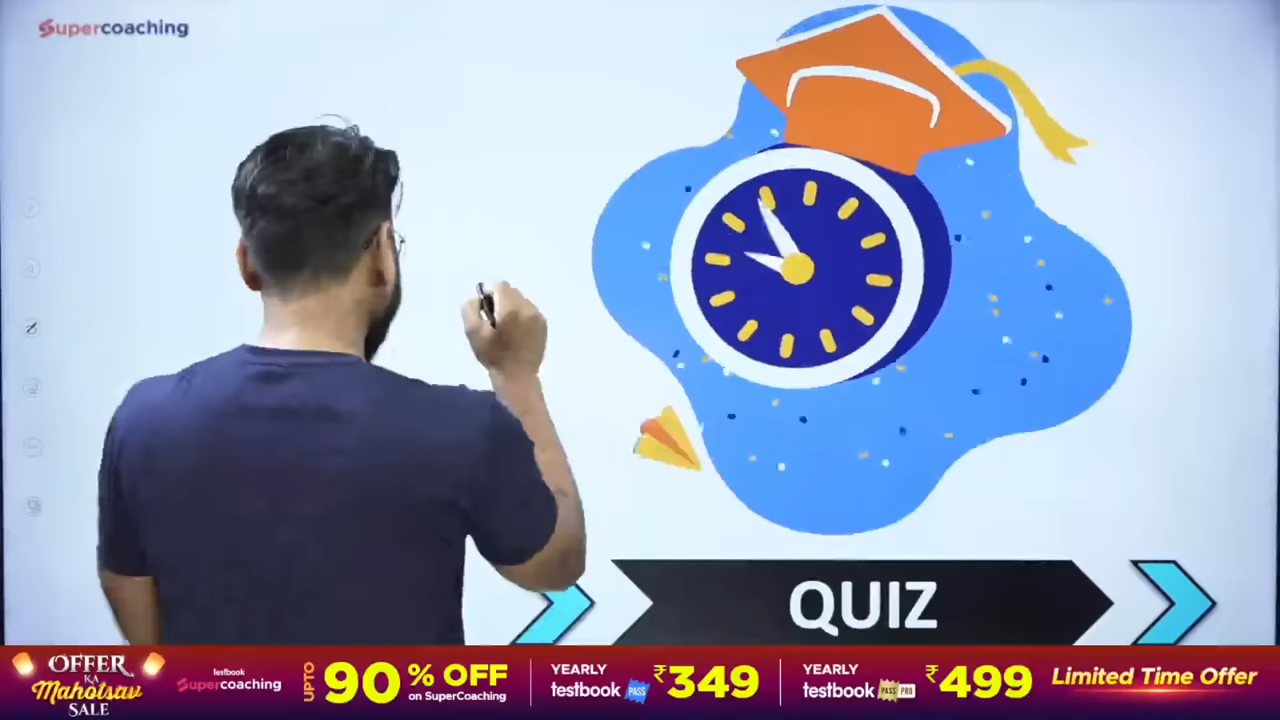 Supercoaching
QUIZ
OFFER
KA
Mahotsav
SALE
testbook
Supercoaching
UPTO
90% OFF
on SuperCoaching
YEARLY
testbook PASS
₹349
YEARLY
testbook PASS PRO
₹499
Limited Time Offer